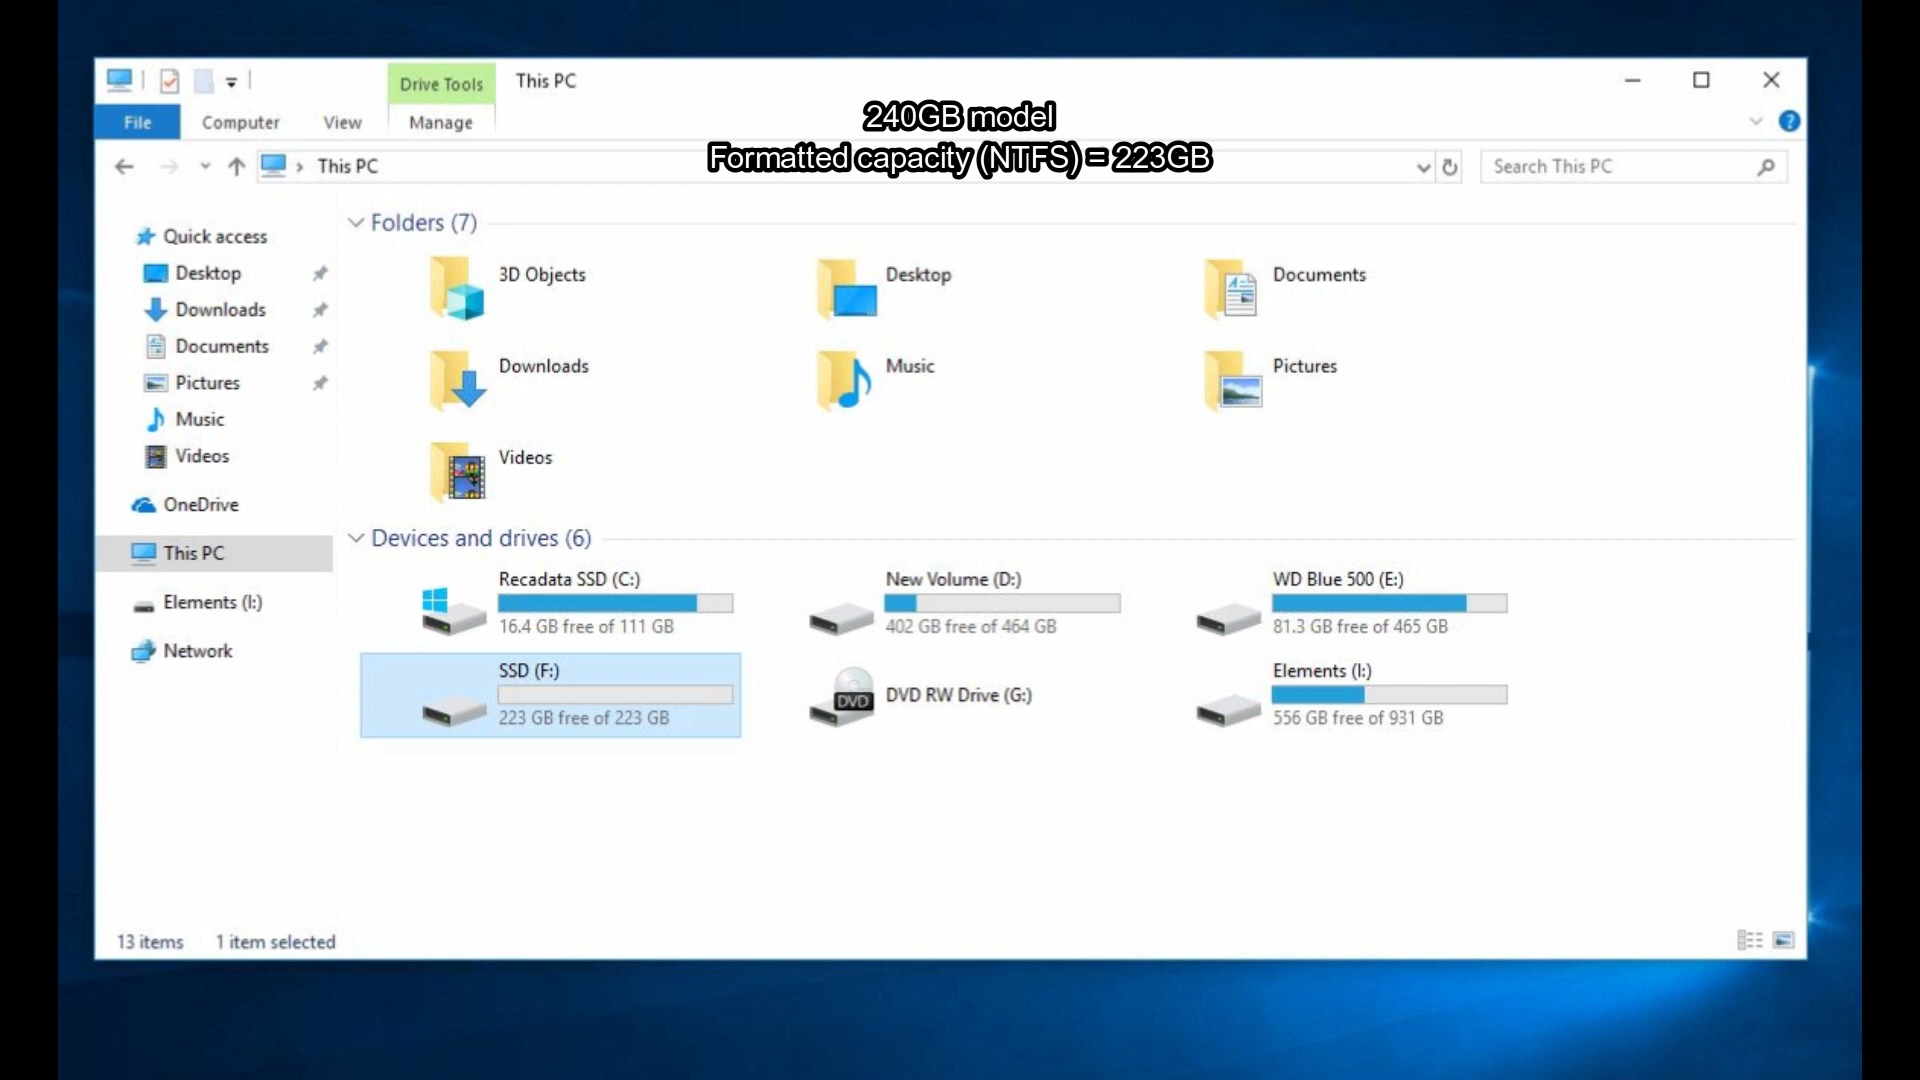 Drive Tools
This PC
File
Computer
View
Manage
240GB model
Formatted capacity (NTFS) = 223GB
This PC
Search This PC
Quick access
Desktop
Downloads
Documents
Pictures
Music
Videos
OneDrive
This PC
Elements (I:)
Network
Folders (7)
3D Objects
Desktop
Documents
Downloads
Music
Pictures
Videos
Devices and drives (6)
Recadata SSD (C:)
16.4 GB free of 111 GB
New Volume (D:)
402 GB free of 464 GB
WD Blue 500 (E:)
81.3 GB free of 465 GB
SSD (F:)
223 GB free of 223 GB
DVD
DVD RW Drive (G:)
Elements (I:)
556 GB free of 931 GB
13 items
1 item selected